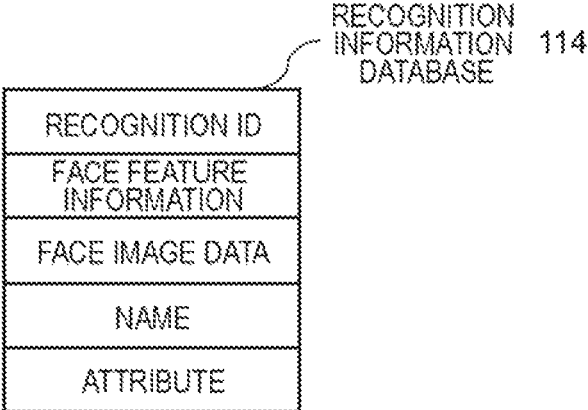 RECOGNITION
INFORMATION 114
DATABASE
RECOGNITION ID
FACE FEATURE
INFORMATION
FACE IMAGE DATA
NAME
ATTRIBUTE